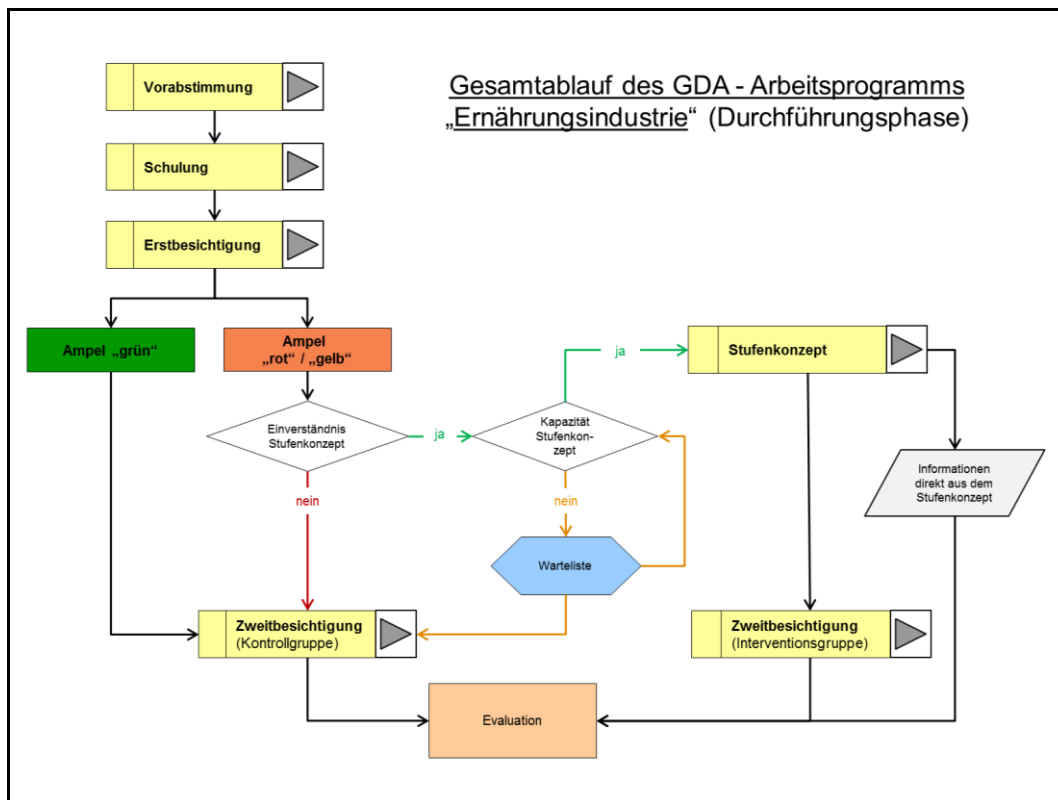 Gesamtablauf des GDA - Arbeitsprogramms
„Ernährungsindustrie“ (Durchführungsphase)
Vorabstimmung
Schulung
Erstbesichtigung
Ampel „grün“
Ampel
„rot“ / „gelb“
Einverständnis
Stufenkonzept
ja
nein
Kapazität
Stufenkon-
zept
ja
nein
Warteliste
Stufenkonzept
Informationen
direkt aus dem
Stufenkonzept
Zweitbesichtigung
(Kontrollgruppe)
Zweitbesichtigung
(Interventionsgruppe)
Evaluation